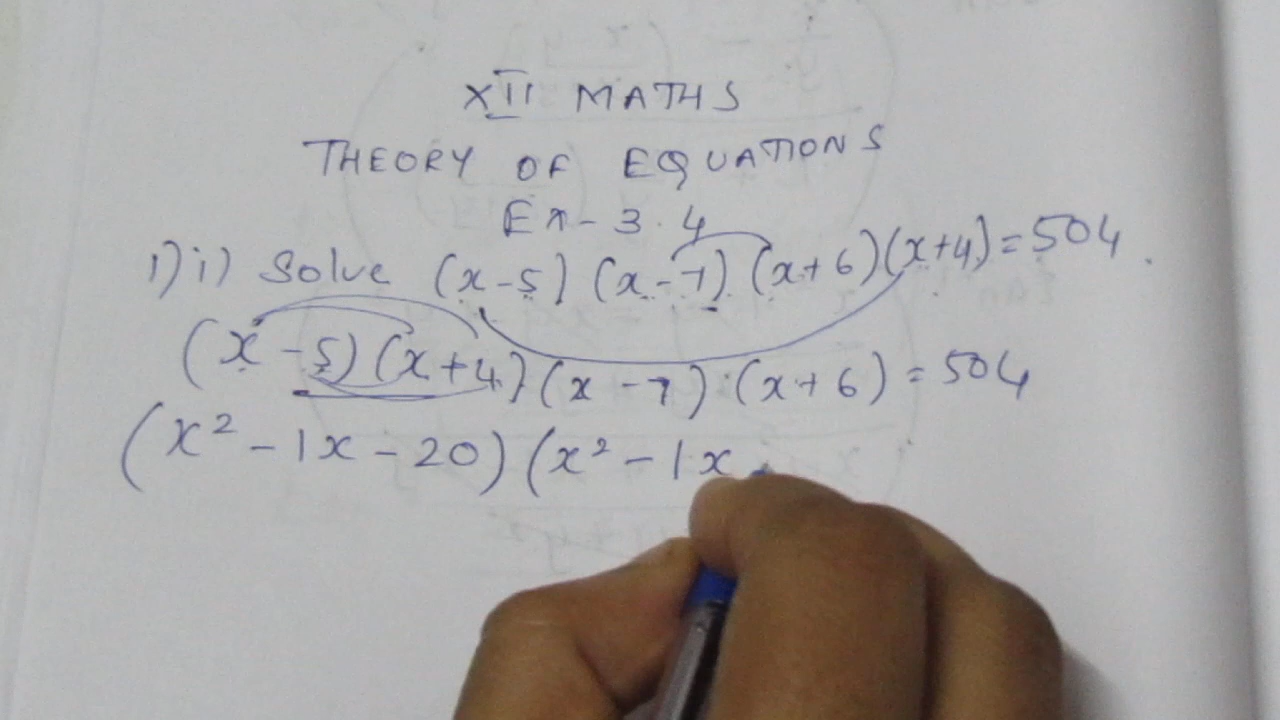 XII MATHS
THEORY OF EQUATIONS
Ex - 3.4
1) i) Solve (x-5) (x-7) (x+6)(x+4) = 504.
(x-5)(x+4)(x-7) (x+6) = 504
(x² - 1x - 20) (x² - 1x